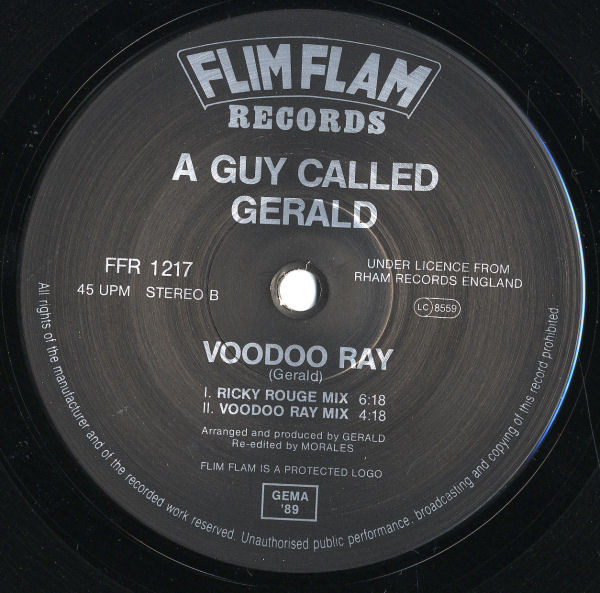 FLIM FLAM
RECORDS
A GUY CALLED
GERALD
FFR 1217
45 UPM STEREO B
UNDER LICENCE FROM
RHAM RECORDS ENGLAND
LC 8559
VOODOO RAY
(Gerald)
I. RICKY ROUGE MIX 6:18
II. VOODOO RAY MIX 4:18
Arranged and produced by GERALD
Re-edited by MORALES
FLIM FLAM IS A PROTECTED LOGO
GEMA
'89
All rights of the manufacturer and of the recorded work reserved. Unauthorised public performance, broadcasting and copying of this record prohibited.